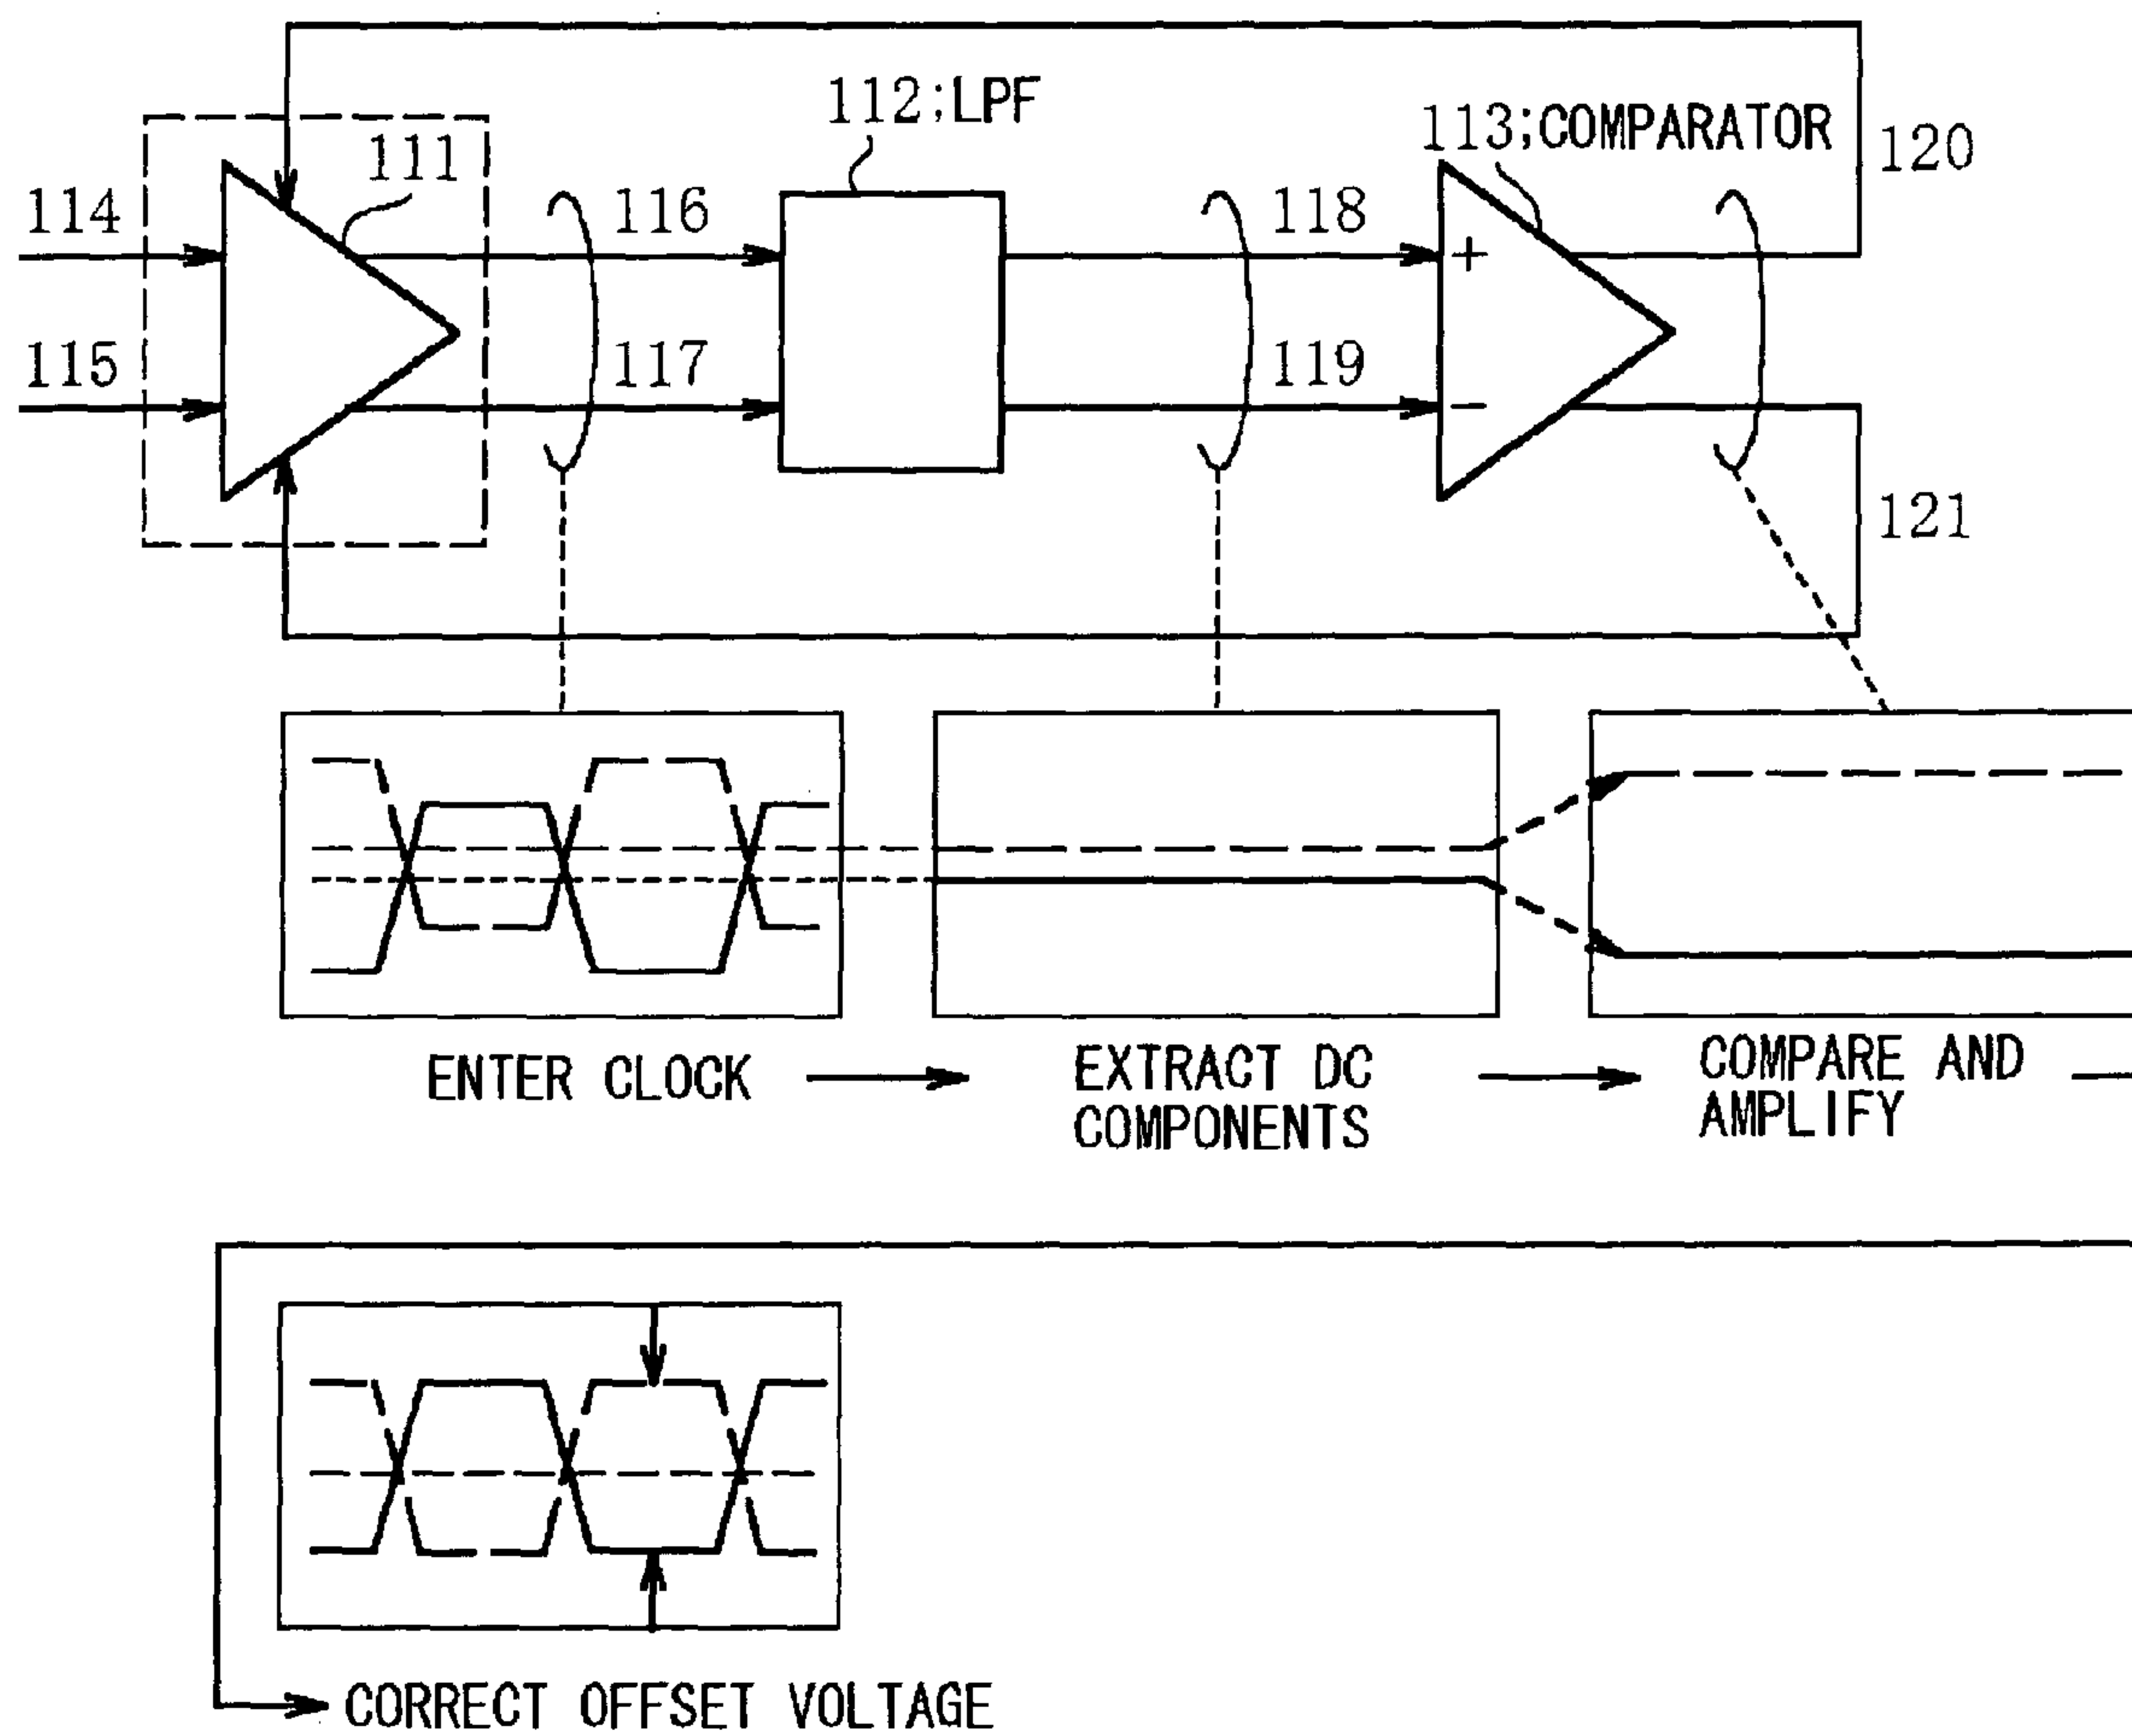 112;LPF
113;COMPARATOR
111
120
114
116
118
+
115
117
119
−
121
ENTER CLOCK
EXTRACT DC
COMPONENTS
COMPARE AND
AMPLIFY
CORRECT OFFSET VOLTAGE